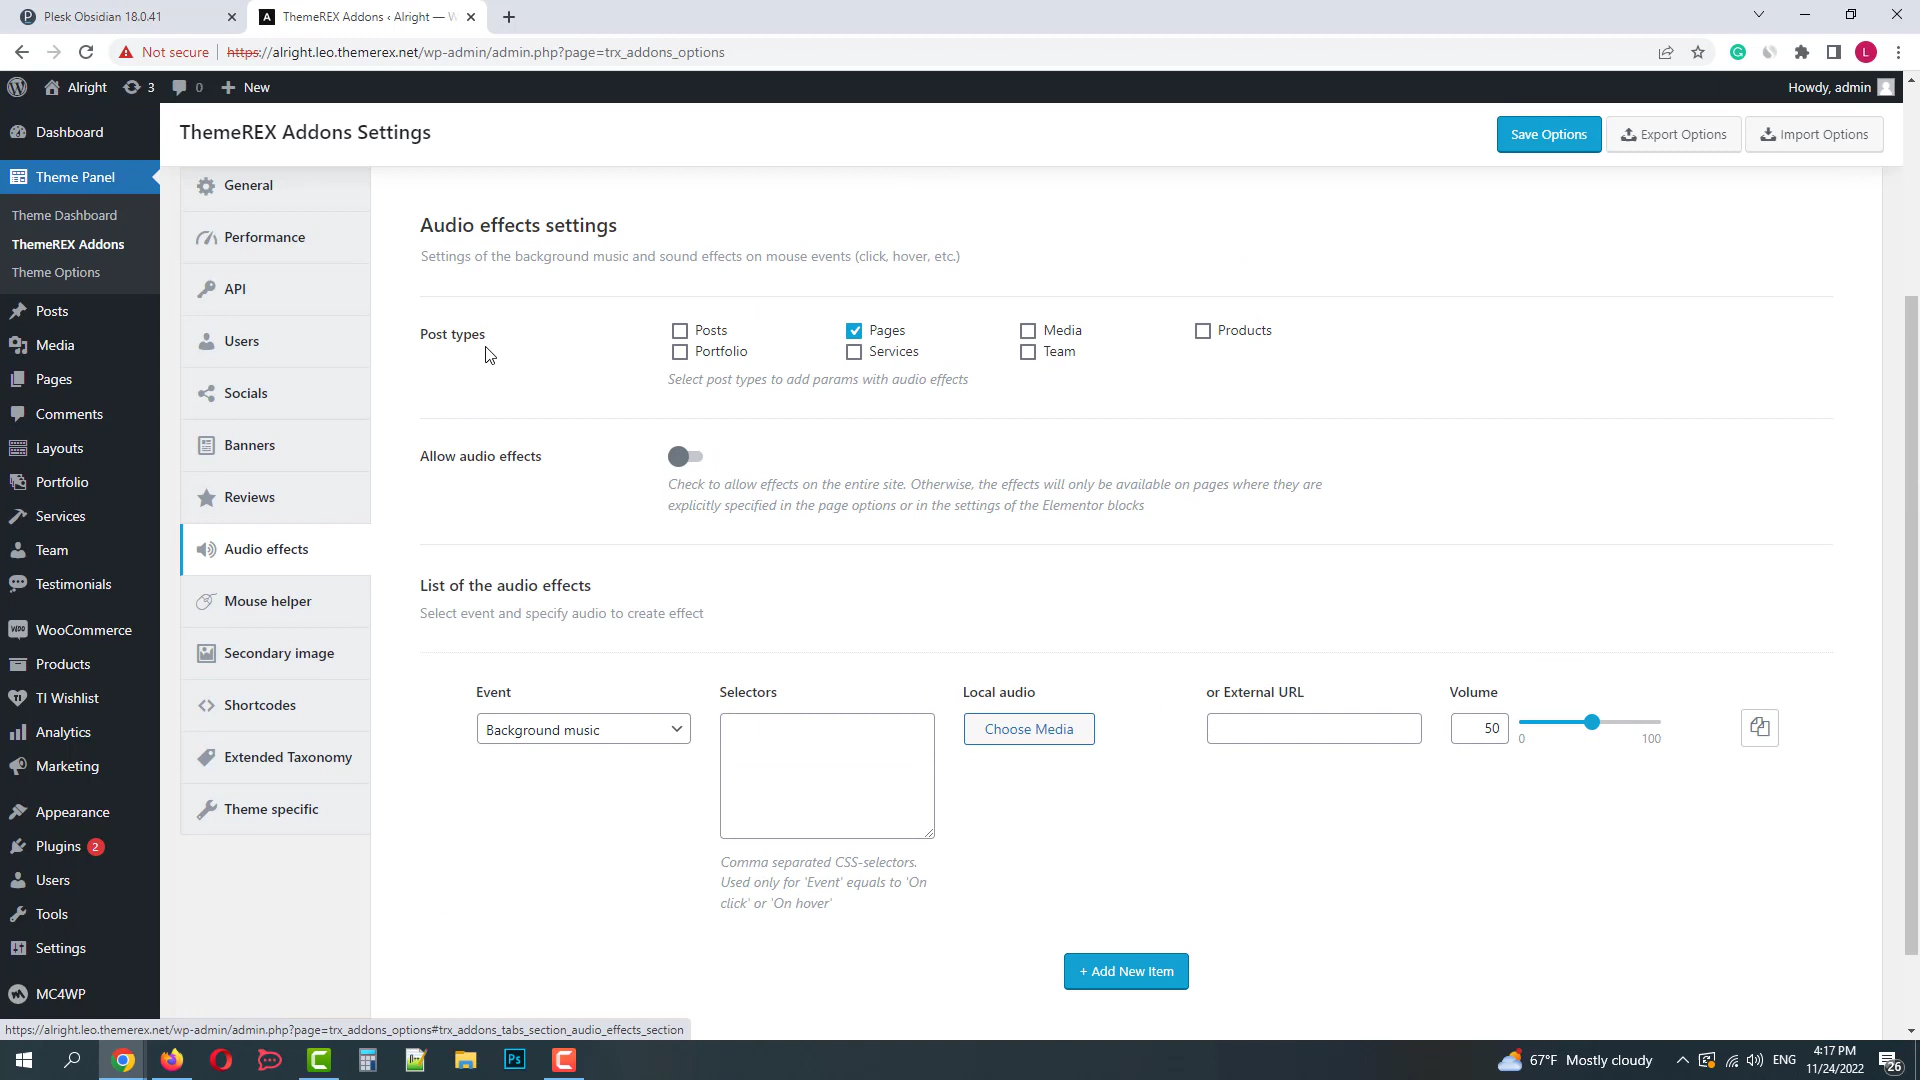 Plesk Obsidian 18.0.41
A
ThemeREX Addons ‹ Alright — W
Not secure
https://alright.leo.themerex.net/wp-admin/admin.php?page=trx_addons_options
L
Alright
3
0
New
Howdy, admin
Dashboard
Theme Panel
Theme Dashboard
ThemeREX Addons
Theme Options
Posts
Media
Pages
Comments
Layouts
Portfolio
Services
Team
Testimonials
WooCommerce
Products
TI Wishlist
Analytics
Marketing
Appearance
Plugins 2
Users
Tools
Settings
MC4WP
ThemeREX Addons Settings
Save Options
Export Options
Import Options
General
Performance
API
Users
Socials
Banners
Reviews
Audio effects
Mouse helper
Secondary image
Shortcodes
Extended Taxonomy
Theme specific
Audio effects settings
Settings of the background music and sound effects on mouse events (click, hover, etc.)
Post types
Posts Pages Media Products
Portfolio Services Team
Select post types to add params with audio effects
Allow audio effects
Check to allow effects on the entire site. Otherwise, the effects will only be available on pages where they are
explicitly specified in the page options or in the settings of the Elementor blocks
List of the audio effects
Select event and specify audio to create effect
Event Selectors Local audio or External URL Volume
Background music Choose Media 50
0 100
Comma separated CSS-selectors.
Used only for 'Event' equals to 'On
click' or 'On hover'
+ Add New Item
https://alright.leo.themerex.net/wp-admin/admin.php?page=trx_addons_options#trx_addons_tabs_section_audio_effects_section
Ps
67°F Mostly cloudy
ENG
4:17 PM
11/24/2022
26